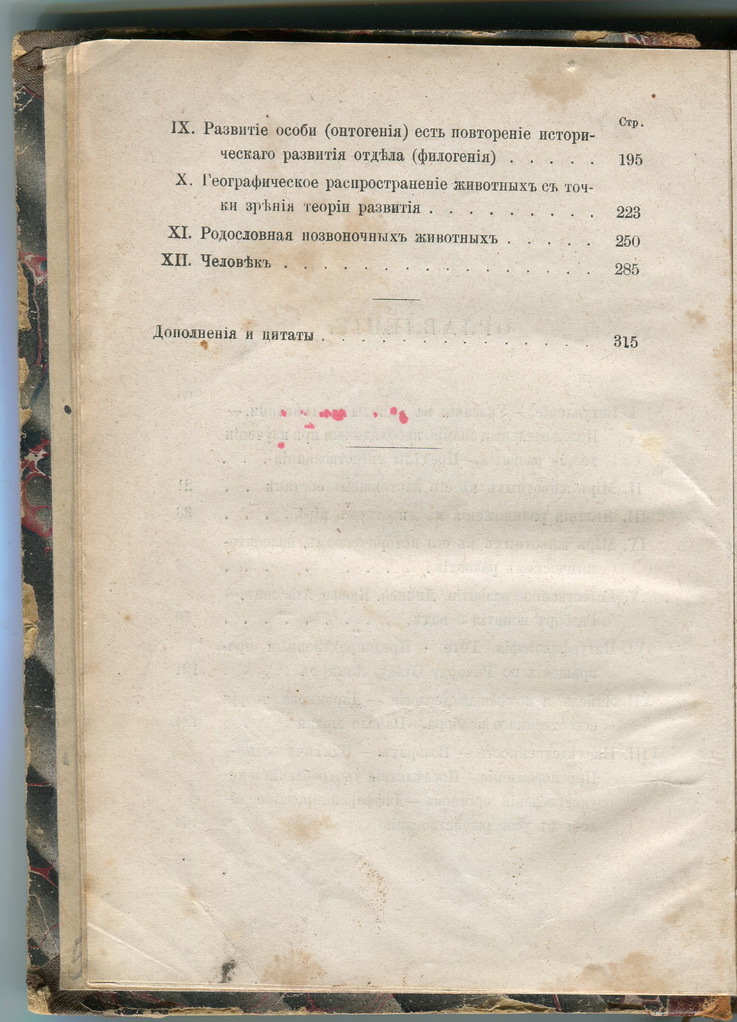 Стр.
IX. Развитіе особи (онтогенія) есть повтореніе истори-
ческаго развитія отдѣла (филогенія) . . . . . 195
X. Географическое распространеніе животныхъ съ точ-
ки зрѣнія теоріи развитія . . . . . . . . . 223
XI. Родословная позвоночныхъ животныхъ . . . . . 250
XII. Человѣкъ . . . . . . . . . . . . . . . . 285
Дополненія и цитаты . . . . . . . . . . . . . . 315